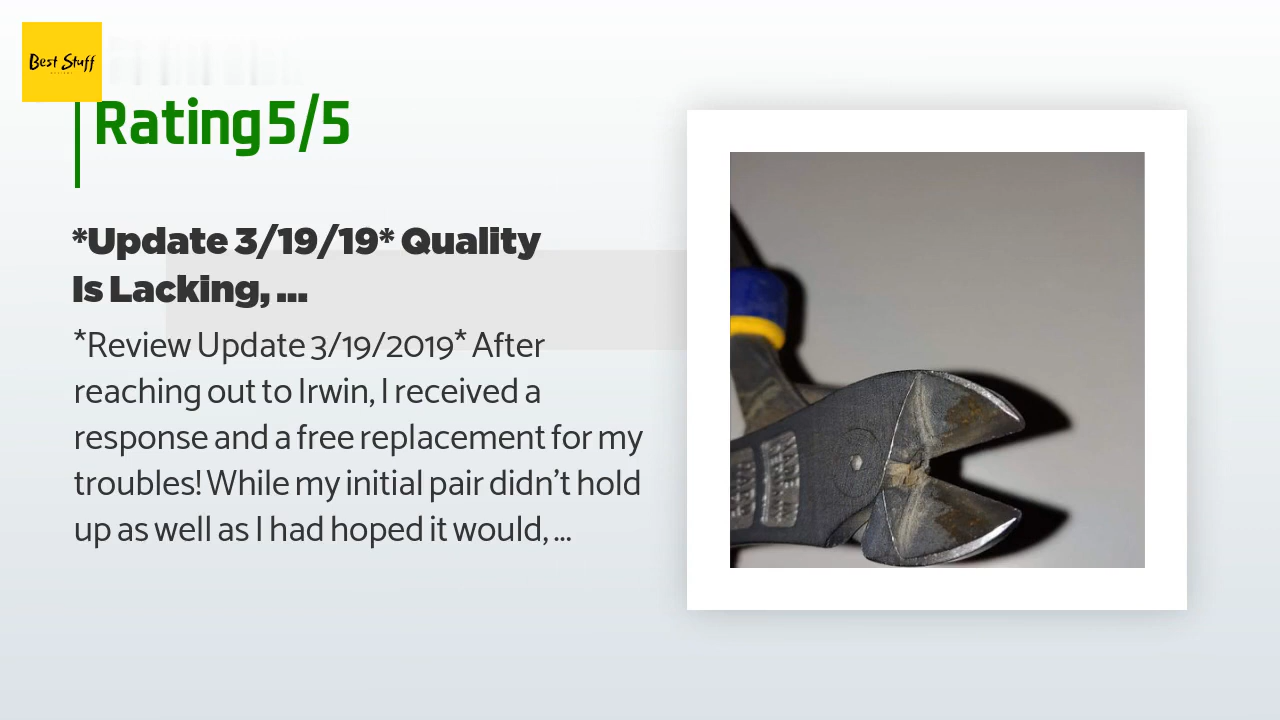 Best Stuff
Rating 5/5
*Update 3/19/19* Quality
Is Lacking, ...
*Review Update 3/19/2019* After
reaching out to Irwin, I received a
response and a free replacement for my
troubles! While my initial pair didn't hold
up as well as I had hoped it would, ...